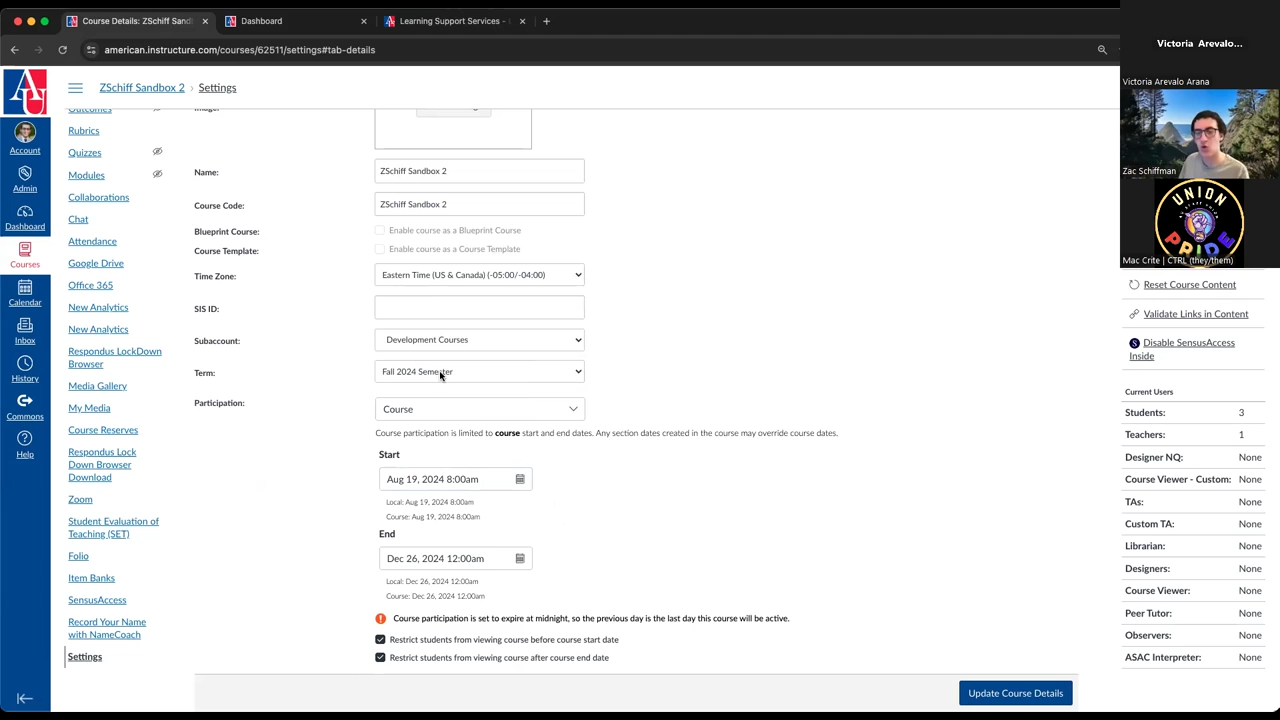 Course Details: ZSchiff Sandb
Dashboard
Learning Support Services -
american.instructure.com/courses/62511/settings#tab-details
ZSchiff Sandbox 2 › Settings
Account
Admin
Dashboard
Courses
Calendar
Inbox
History
Commons
Help
Outcomes
Rubrics
Quizzes
Modules
Collaborations
Chat
Attendance
Google Drive
Office 365
New Analytics
New Analytics
Respondus LockDown
Browser
Media Gallery
My Media
Course Reserves
Respondus Lock
Down Browser
Download
Zoom
Student Evaluation of
Teaching (SET)
Folio
Item Banks
SensusAccess
Record Your Name
with NameCoach
Settings
Image:
Name: ZSchiff Sandbox 2
Course Code: ZSchiff Sandbox 2
Blueprint Course: Enable course as a Blueprint Course
Course Template: Enable course as a Course Template
Time Zone: Eastern Time (US & Canada) (-05:00/-04:00)
SIS ID:
Subaccount: Development Courses
Term: Fall 2024 Semester
Participation: Course
Course participation is limited to course start and end dates. Any section dates created in the course may override course dates.
Start
Aug 19, 2024 8:00am
Local: Aug 19, 2024 8:00am
Course: Aug 19, 2024 8:00am
End
Dec 26, 2024 12:00am
Local: Dec 26, 2024 12:00am
Course: Dec 26, 2024 12:00am
Course participation is set to expire at midnight, so the previous day is the last day this course will be active.
Restrict students from viewing course before course start date
Restrict students from viewing course after course end date
Update Course Details
Victoria Arevalo...
Victoria Arevalo Arana
Zac Schiffman
UNION
STAFF UNITED
PRIDE
Mac Crite | CTRL (they/them)
Reset Course Content
Validate Links in Content
Disable SensusAccess
Inside
Current Users
Students: 3
Teachers: 1
Designer NQ: None
Course Viewer - Custom: None
TAs: None
Custom TA: None
Librarian: None
Designers: None
Course Viewer: None
Peer Tutor: None
Observers: None
ASAC Interpreter: None